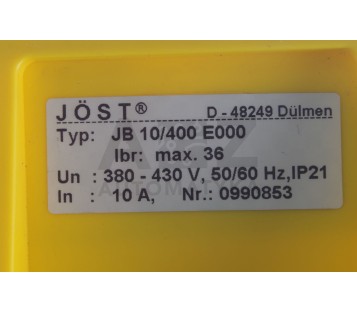 JÖST® D - 48249 Dülmen
Typ: JB 10/400 E000
Ibr: max. 36
Un : 380 - 430 V, 50/60 Hz,IP21
In : 10 A, Nr.: 0990853